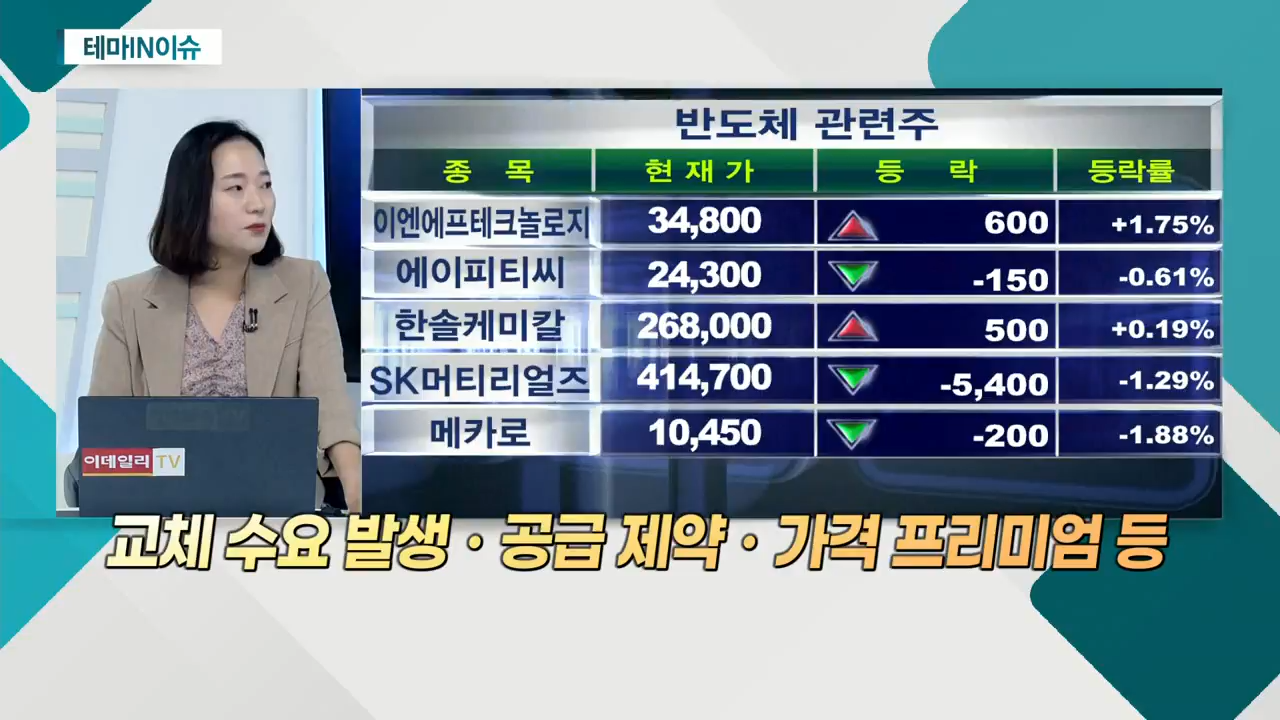 테마IN이슈
반도체 관련주
종 목 현재가 등 락 등락률
이엔에프테크놀로지 34,800 600 +1.75%
에이피티씨 24,300 -150 -0.61%
한솔케미칼 268,000 500 +0.19%
SK머티리얼즈 414,700 -5,400 -1.29%
메카로 10,450 -200 -1.88%
이데일리TV
교체 수요 발생·공급 제약·가격 프리미엄 등